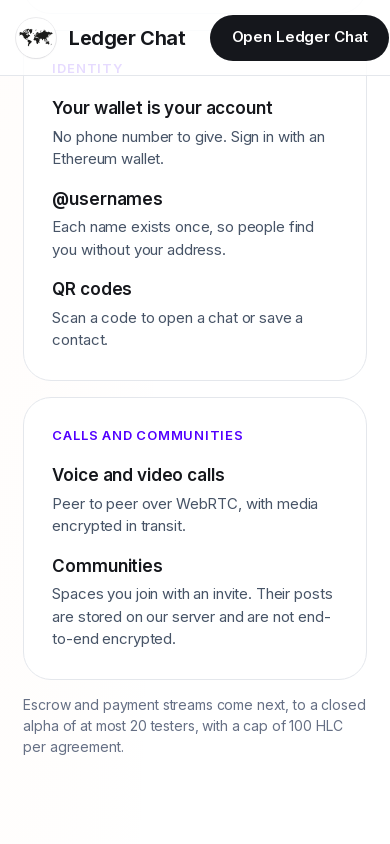 Ledger Chat
Open Ledger Chat
IDENTITY
Your wallet is your account
No phone number to give. Sign in with an
Ethereum wallet.
@usernames
Each name exists once, so people find
you without your address.
QR codes
Scan a code to open a chat or save a
contact.
CALLS AND COMMUNITIES
Voice and video calls
Peer to peer over WebRTC, with media
encrypted in transit.
Communities
Spaces you join with an invite. Their posts
are stored on our server and are not end-
to-end encrypted.
Escrow and payment streams come next, to a closed
alpha of at most 20 testers, with a cap of 100 HLC
per agreement.